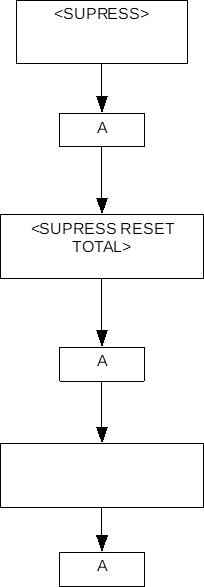 <SUPRESS>
A
<SUPRESS RESET
TOTAL>
A
A